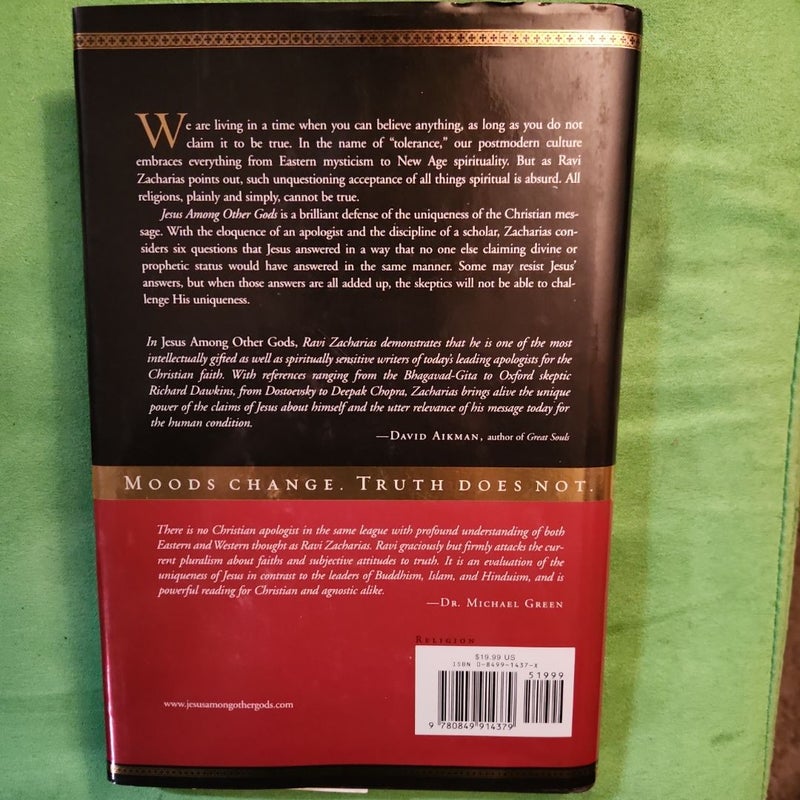 We are living in a time when you can believe anything, as long as you do not
claim it to be true. In the name of “tolerance,” our postmodern culture
embraces everything from Eastern mysticism to New Age spirituality. But as Ravi
Zacharias points out, such unquestioning acceptance of all things spiritual is absurd. All
religions, plainly and simply, cannot be true.
Jesus Among Other Gods is a brilliant defense of the uniqueness of the Christian mes-
sage. With the eloquence of an apologist and the discipline of a scholar, Zacharias con-
siders six questions that Jesus answered in a way that no one else claiming divine or
prophetic status would have answered in the same manner. Some may resist Jesus’
answers, but when those answers are all added up, the skeptics will not be able to chal-
lenge His uniqueness.
In Jesus Among Other Gods, Ravi Zacharias demonstrates that he is one of the most
intellectually gifted as well as spiritually sensitive writers of today’s leading apologists for the
Christian faith. With references ranging from the Bhagavad-Gita to Oxford skeptic
Richard Dawkins, from Dostoevsky to Deepak Chopra, Zacharias brings alive the unique
power of the claims of Jesus about himself and the utter relevance of his message today for
the human condition.
—DAVID AIKMAN, author of Great Souls
MOODS CHANGE. TRUTH DOES NOT.
There is no Christian apologist in the same league with profound understanding of both
Eastern and Western thought as Ravi Zacharias. Ravi graciously but firmly attacks the cur-
rent pluralism about faiths and subjective attitudes to truth. It is an evaluation of the
uniqueness of Jesus in contrast to the leaders of Buddhism, Islam, and Hinduism, and is
powerful reading for Christian and agnostic alike.
—DR. MICHAEL GREEN
RELIGION
$19.99 US
ISBN 0-8499-1437-X
51999
9 780849 914379
www.jesusamongothergods.com